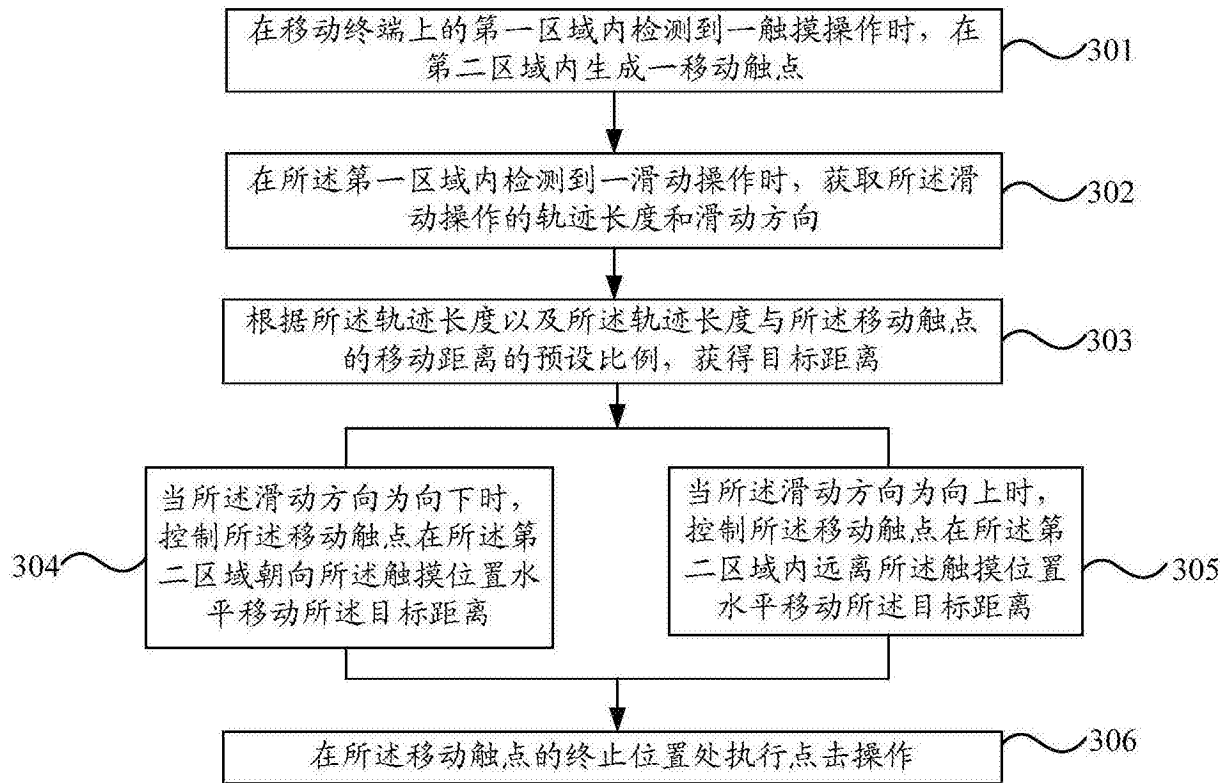 在移动终端上的第一区域内检测到一触摸操作时，在
第二区域内生成一移动触点
301
在所述第一区域内检测到一滑动操作时，获取所述滑
动操作的轨迹长度和滑动方向
302
根据所述轨迹长度以及所述轨迹长度与所述移动触点
的移动距离的预设比例，获得目标距离
303
当所述滑动方向为向下时，
控制所述移动触点在所述第
二区域朝向所述触摸位置水
平移动所述目标距离
304
当所述滑动方向为向上时，
控制所述移动触点在所述第
二区域内远离所述触摸位置
水平移动所述目标距离
305
在所述移动触点的终止位置处执行点击操作
306